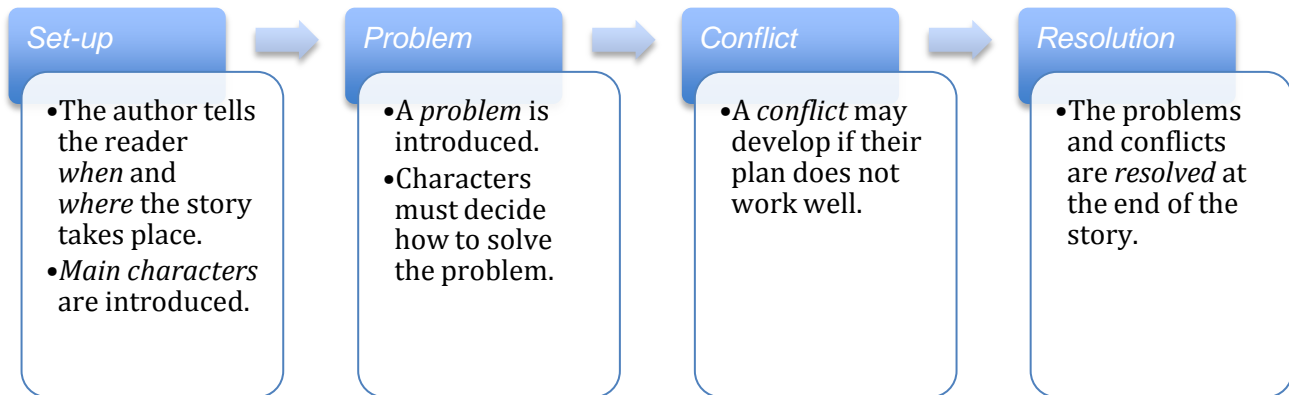 Set-up
•The author tells
the reader
when and
where the story
takes place.
•Main characters
are introduced.
Problem
•A problem is
introduced.
•Characters
must decide
how to solve
the problem.
Conflict
•A conflict may
develop if their
plan does not
work well.
Resolution
•The problems
and conflicts
are resolved at
the end of the
story.